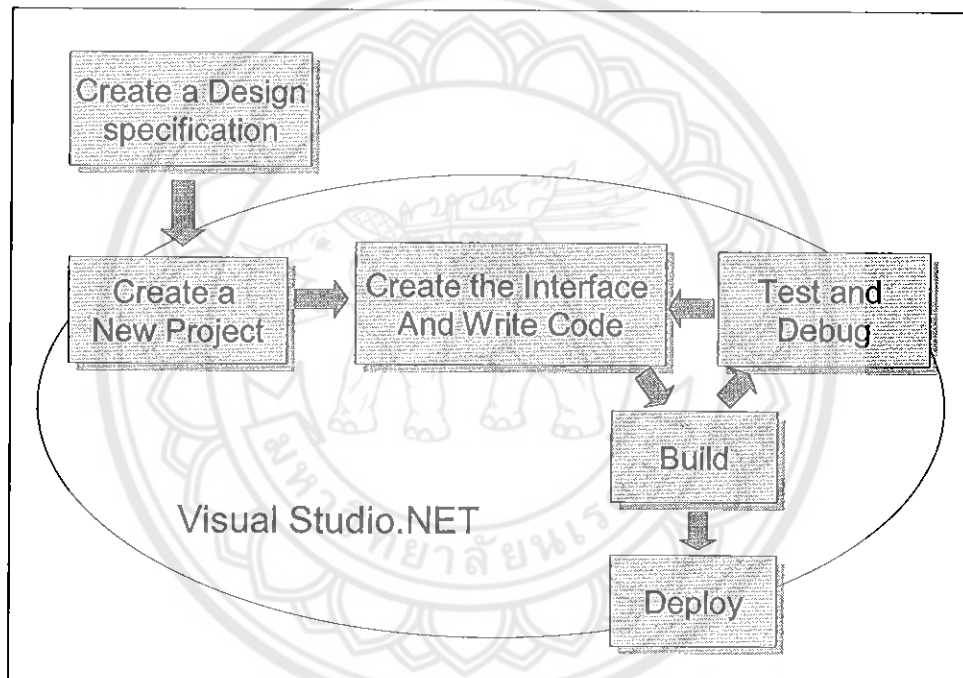 Create a Design
specification
Create a
New Project
Create the Interface
And Write Code
Test and
Debug
Build
Visual Studio.NET
Deploy